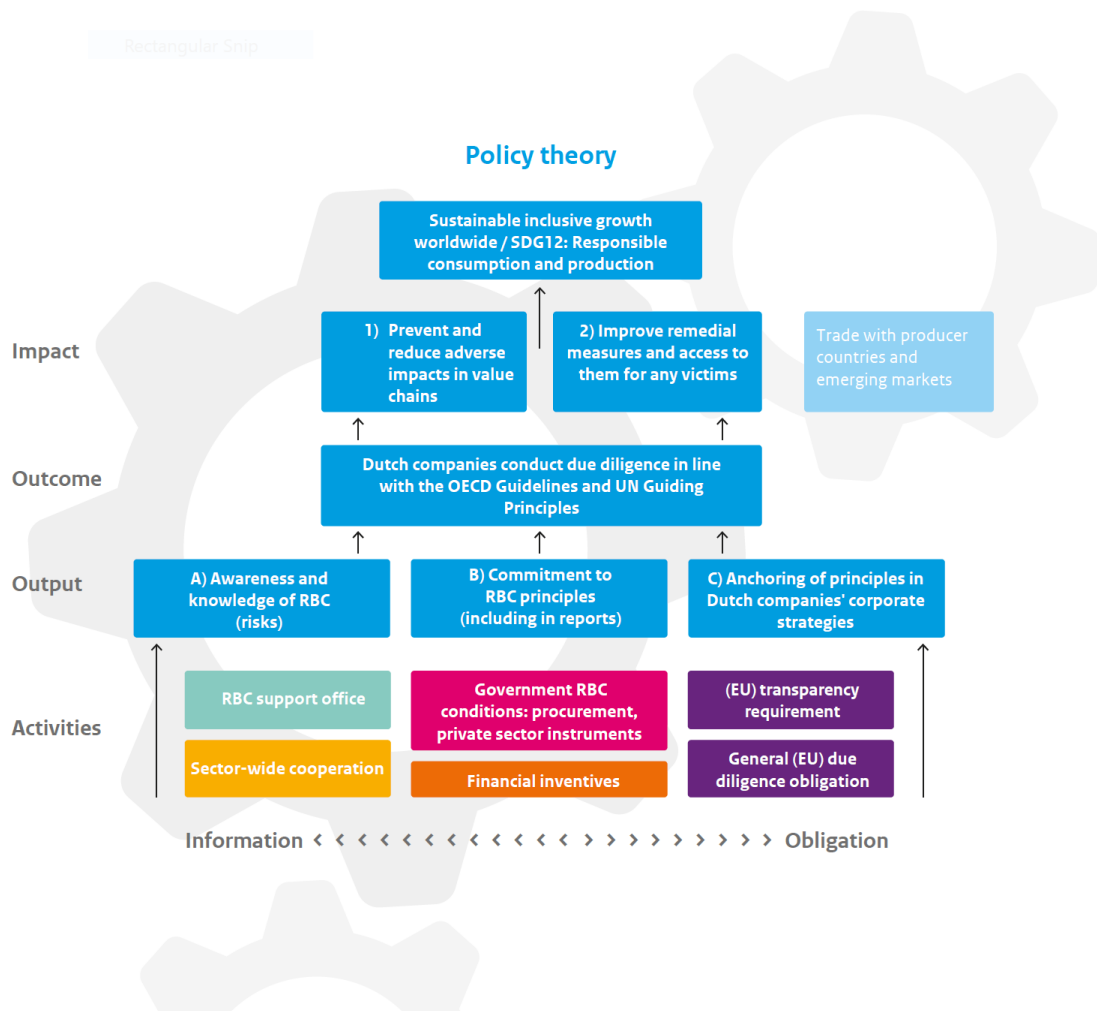 Rectangular Snip
Policy theory
Sustainable inclusive growth
worldwide / SDG12: Responsible
consumption and production
Impact
1) Prevent and
reduce adverse
impacts in value
chains
2) Improve remedial
measures and access to
them for any victims
Trade with producer
countries and
emerging markets
Outcome
Dutch companies conduct due diligence in line
with the OECD Guidelines and UN Guiding
Principles
Output
A) Awareness and
knowledge of RBC
(risks)
B) Commitment to
RBC principles
(including in reports)
C) Anchoring of principles in
Dutch companies' corporate
strategies
Activities
RBC support office
Sector-wide cooperation
Government RBC
conditions: procurement,
private sector instruments
Financial inventives
(EU) transparency
requirement
General (EU) due
diligence obligation
Information < < < < < < < < < < < < > > > > > > > > > Obligation